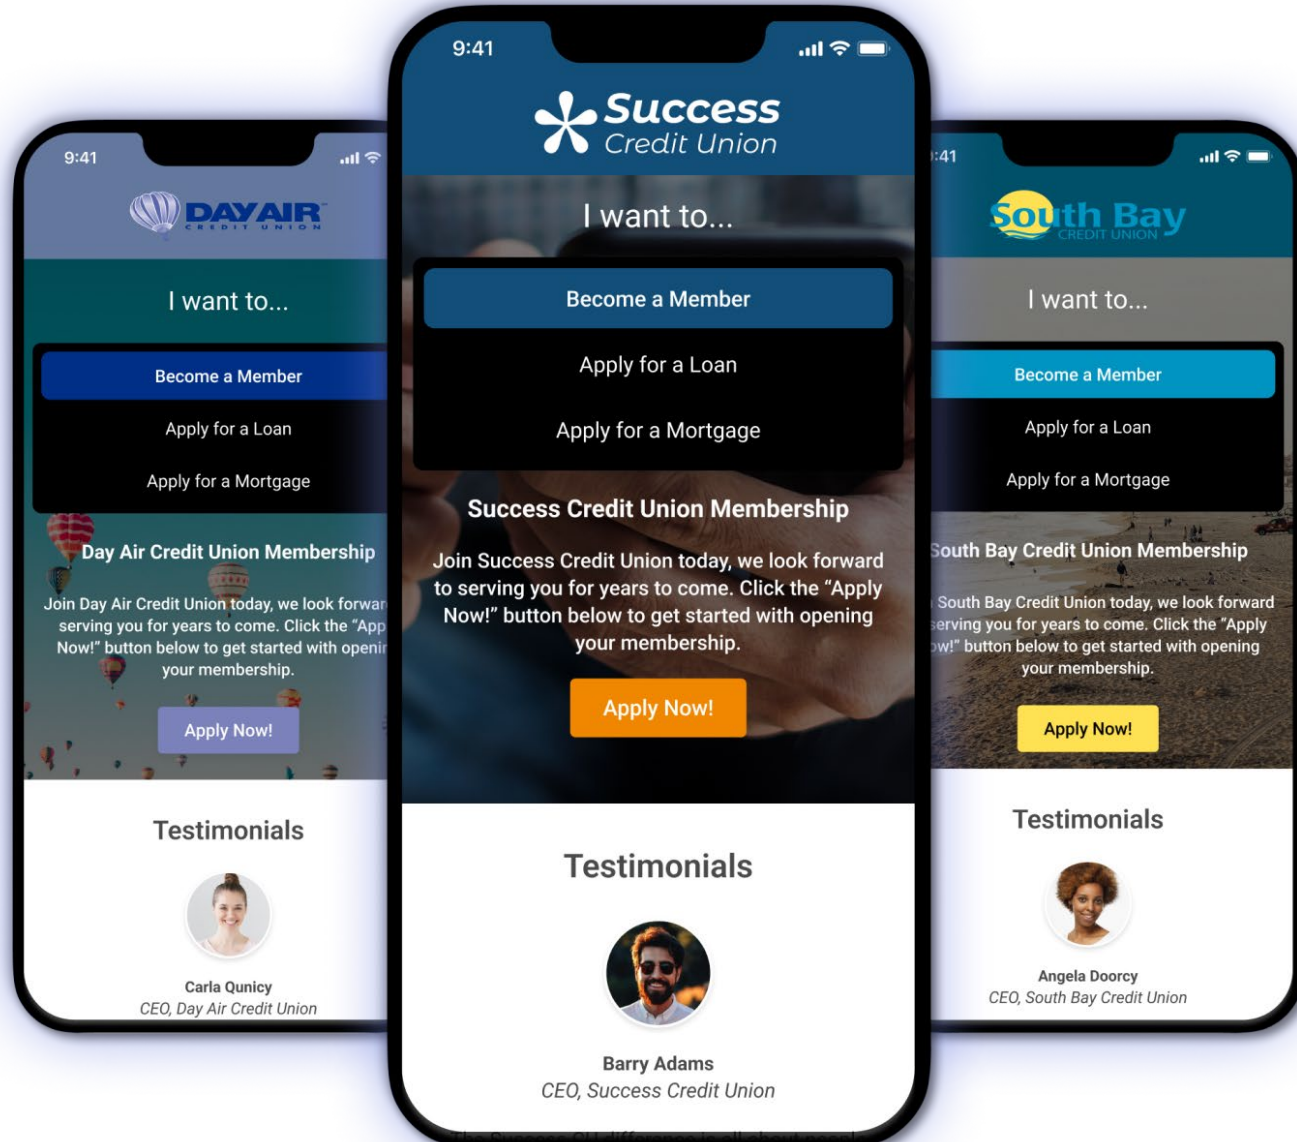 9:41
DAYAIR
CREDIT UNION
I want to...
Become a Member
Apply for a Loan
Apply for a Mortgage
Day Air Credit Union Membership
Join Day Air Credit Union today, we look
serving you for years to come. Click the
Now!” button below to get started with
your membership.
Apply Now!
Testimonials
Carla Qunicy
CEO, Day Air Credit Union
9:41
Success
Credit Union
I want to...
Become a Member
Apply for a Loan
Apply for a Mortgage
Success Credit Union Membership
Join Success Credit Union today, we look forward
to serving you for years to come. Click the “Apply
Now!” button below to get started with opening
your membership.
Apply Now!
Testimonials
Barry Adams
CEO, Success Credit Union
The Success CU difference is all about people
:41
South Bay
CREDIT UNION
I want to...
Become a Member
Apply for a Loan
Apply for a Mortgage
South Bay Credit Union Membership
South Bay Credit Union today, we look forward
serving you for years to come. Click the “Apply
button below to get started with opening
your membership.
Apply Now!
Testimonials
Angela Doorcy
CEO, South Bay Credit Union